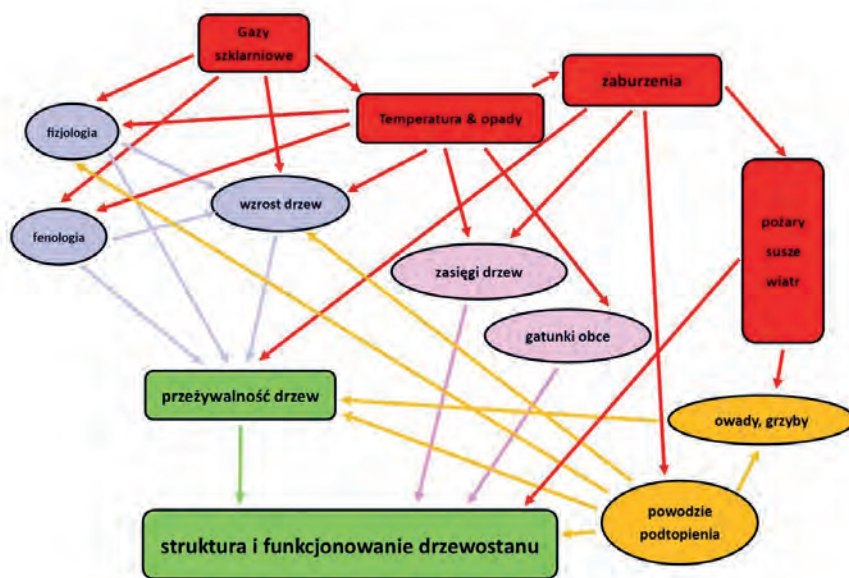 Gazy
szklarniowe
zaburzenia
Temperatura & opady
fizjologia
wzrost drzew
fenologia
pożary
susze
wiatr
zasięgi drzew
gatunki obce
przeżywalność drzew
owady, grzyby
powodzie
podtopienia
struktura i funkcjonowanie drzewostanu